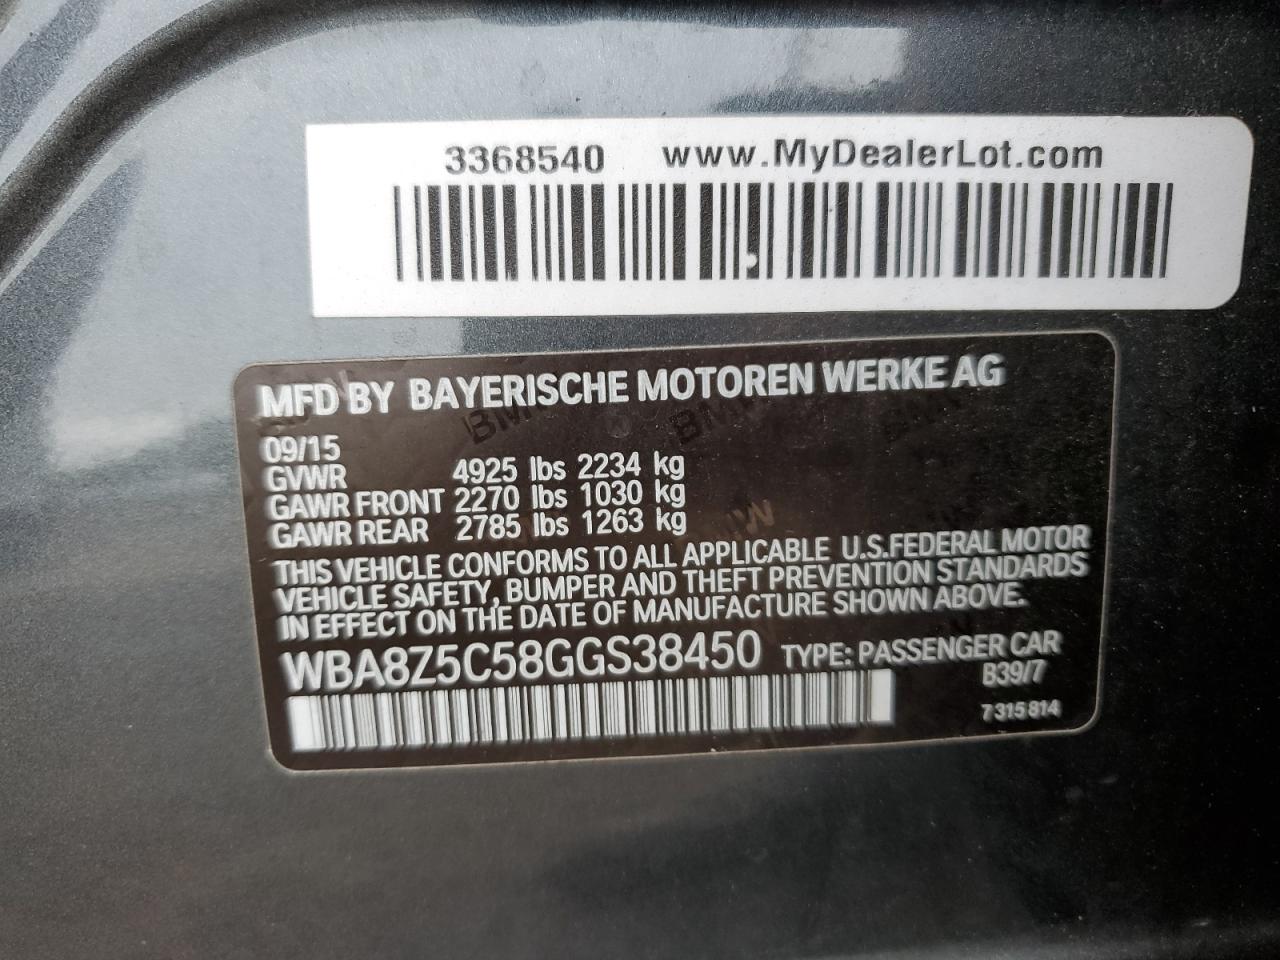 3368540 www.MyDealerLot.com
MFD BY BAYERISCHE MOTOREN WERKE AG
09/15
GVWR 4925 lbs 2234 kg
GAWR FRONT 2270 lbs 1030 kg
GAWR REAR 2785 lbs 1263 kg
THIS VEHICLE CONFORMS TO ALL APPLICABLE U.S.FEDERAL MOTOR
VEHICLE SAFETY, BUMPER AND THEFT PREVENTION STANDARDS
IN EFFECT ON THE DATE OF MANUFACTURE SHOWN ABOVE.
WBA8Z5C58GGS38450 TYPE: PASSENGER CAR
B39/7
7315814